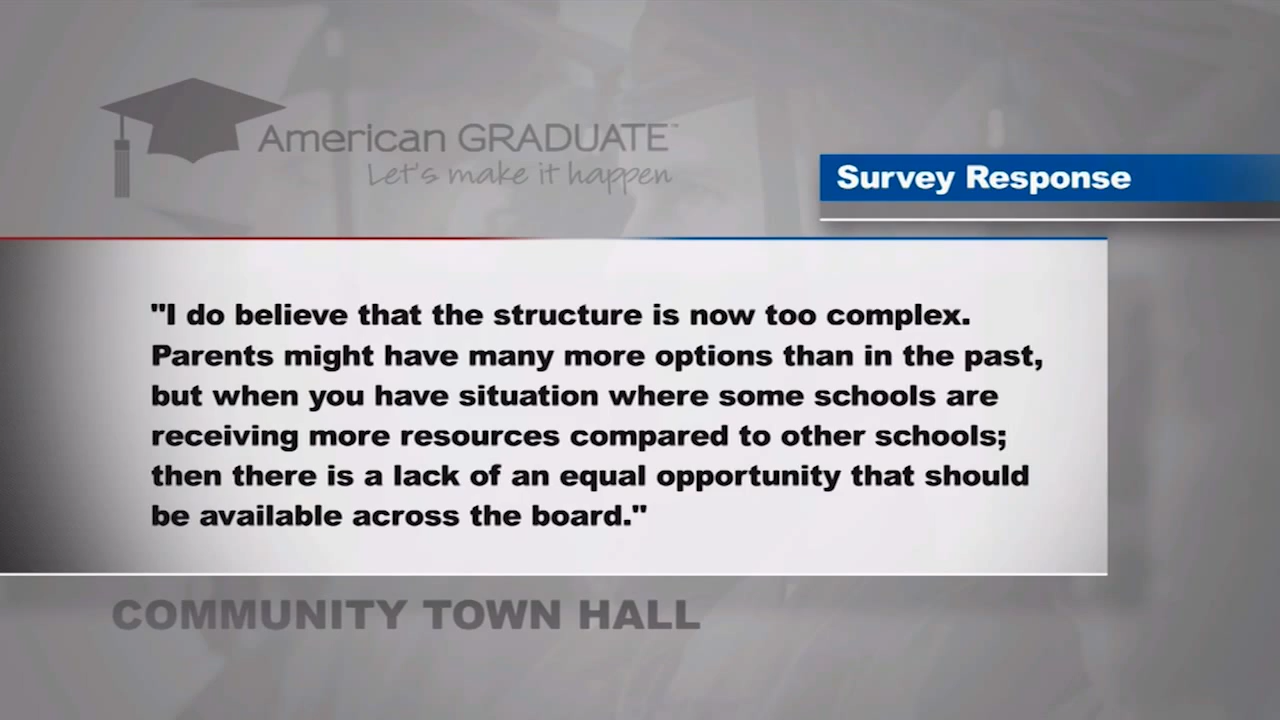 American GRADUATE™
Let's make it happen
Survey Response
"I do believe that the structure is now too complex.
Parents might have many more options than in the past,
but when you have situation where some schools are
receiving more resources compared to other schools;
then there is a lack of an equal opportunity that should
be available across the board."
COMMUNITY TOWN HALL